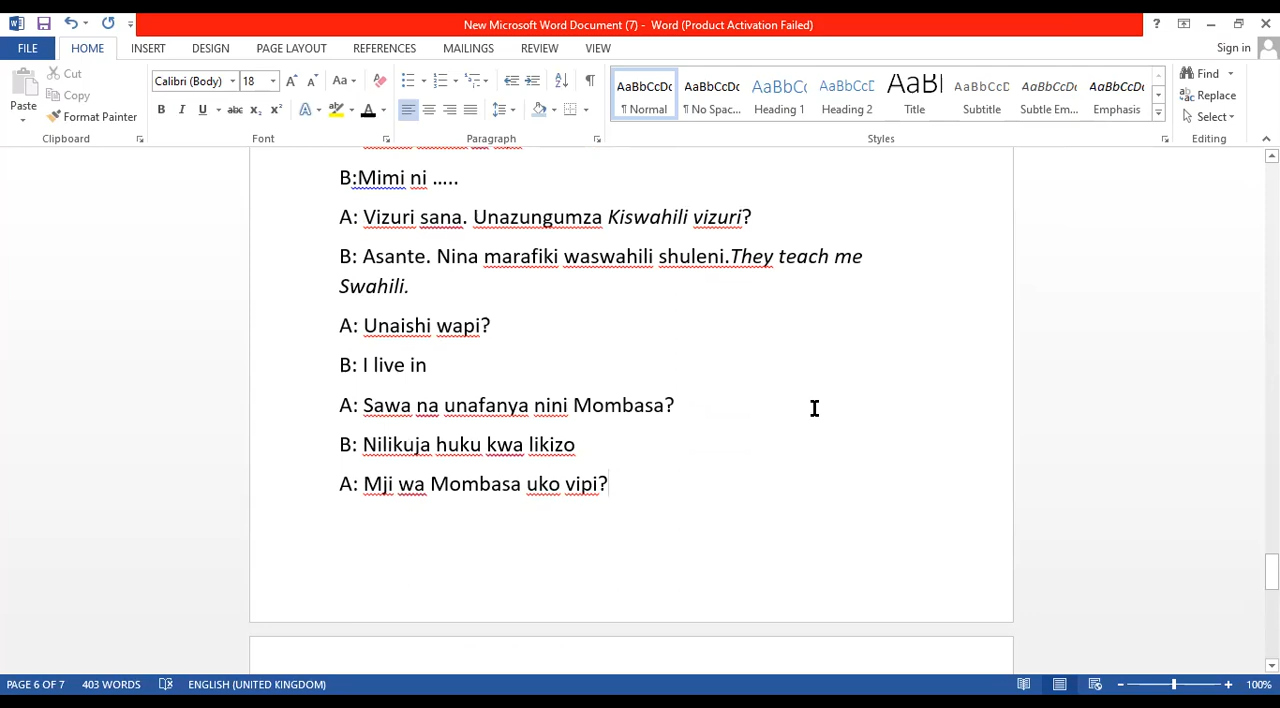 New Microsoft Word Document (7) - Word (Product Activation Failed)
FILE HOME INSERT DESIGN PAGE LAYOUT REFERENCES MAILINGS REVIEW VIEW Sign in
Cut
Copy
Format Painter
Paste
Calibri (Body) 18
AaBbCcDc AaBbCcDc AaBbCc AaBbCcD AaBl AaBbCcD AaBbCcDc AaBbCcDc
¶ Normal ¶ No Spac... Heading 1 Heading 2 Title Subtitle Subtle Em... Emphasis
Find
Replace
Select
Clipboard Font Paragraph Styles Editing
B:Mimi ni …..
A: Vizuri sana. Unazungumza Kiswahili vizuri?
B: Asante. Nina marafiki waswahili shuleni.They teach me
Swahili.
A: Unaishi wapi?
B: I live in
A: Sawa na unafanya nini Mombasa?
B: Nilikuja huku kwa likizo
A: Mji wa Mombasa uko vipi?
PAGE 6 OF 7 403 WORDS ENGLISH (UNITED KINGDOM) 100%